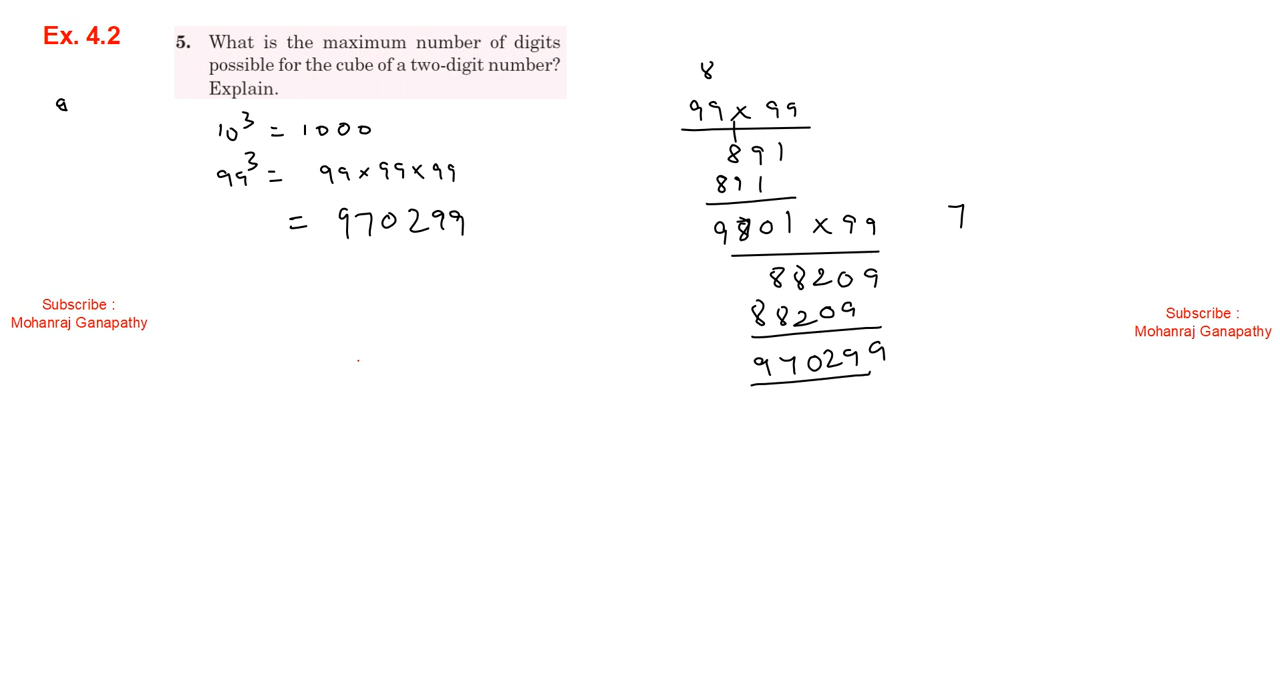 Ex. 4.2
5. What is the maximum number of digits
possible for the cube of a two-digit number?
Explain.
10³ = 1000
99³ = 99 × 99 × 99
= 970299
8
99 × 99
891
891
9801 × 99
7
88209
88209
970299
Subscribe :
Mohanraj Ganapathy
Subscribe :
Mohanraj Ganapathy